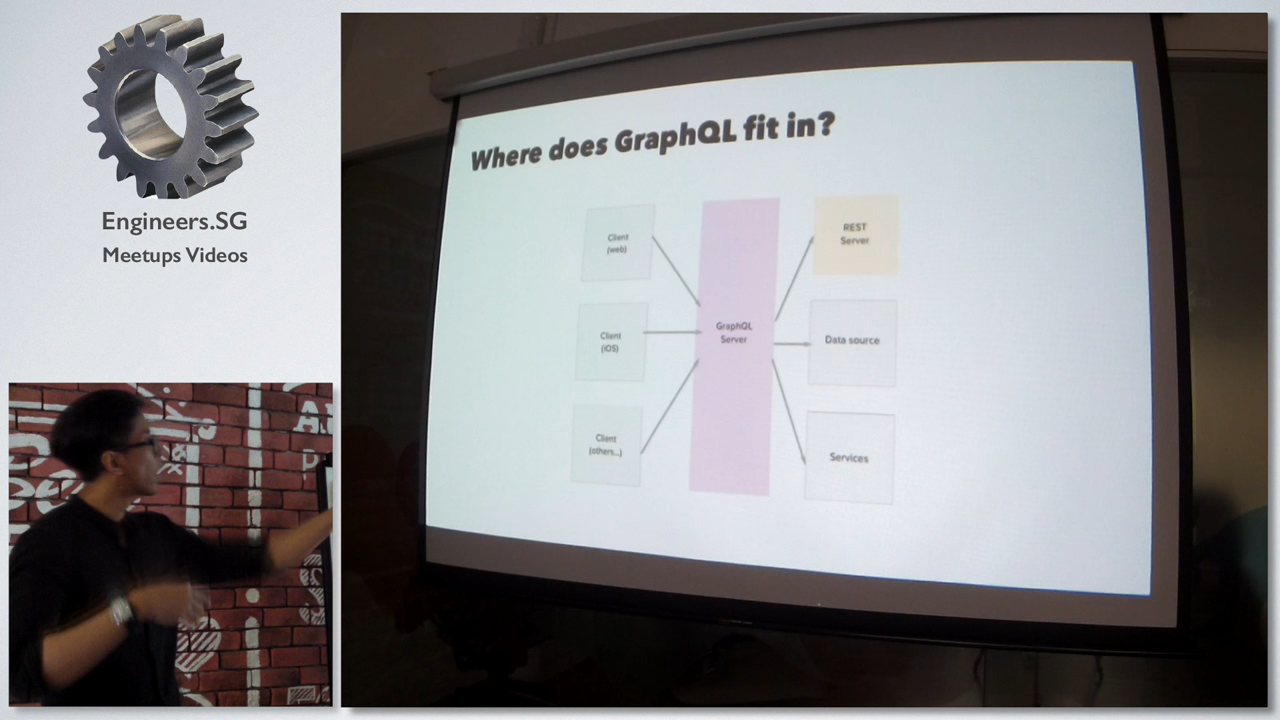 Engineers.SG
Meetups Videos
Where does GraphQL fit in?
Client
(web)
Client
(iOS)
Client
(others...)
GraphQL
Server
REST
Server
Data source
Services